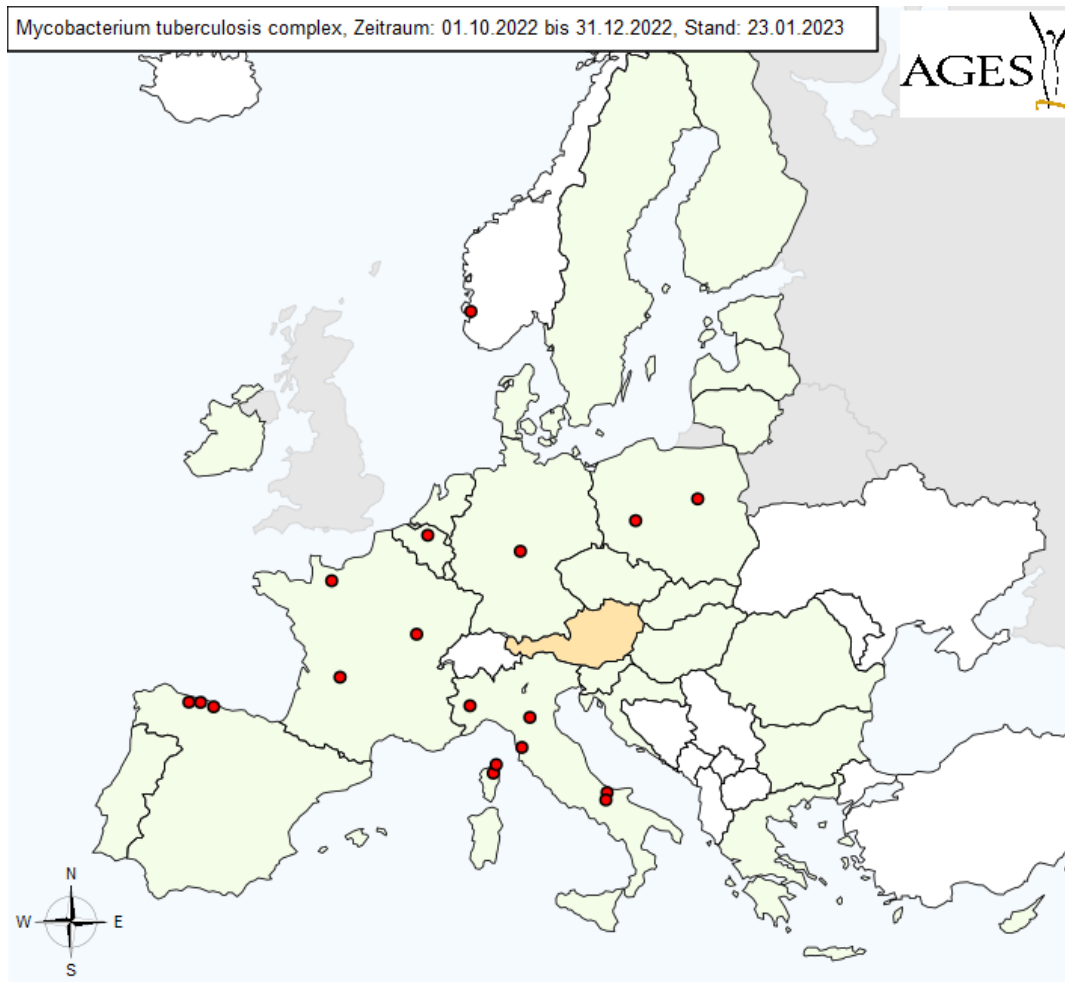 Mycobacterium tuberculosis complex, Zeitraum: 01.10.2022 bis 31.12.2022, Stand: 23.01.2023
AGES
N
W E
S